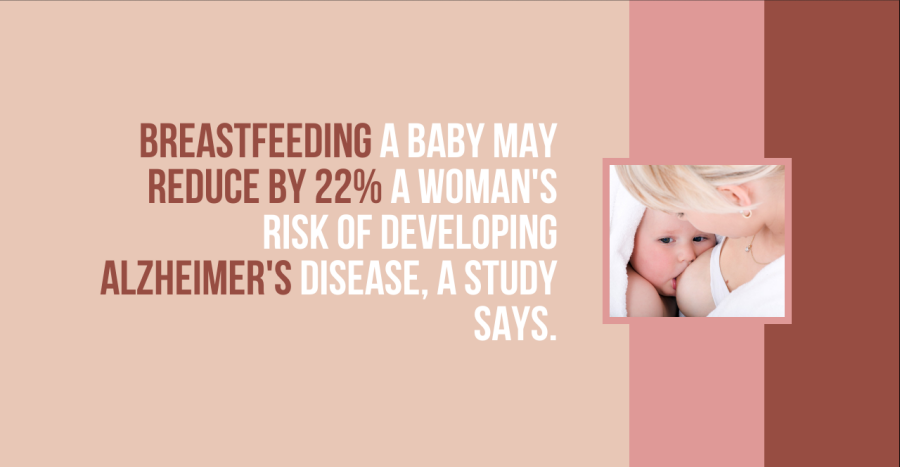 BREASTFEEDING A BABY MAY
REDUCE BY 22% A WOMAN'S
RISK OF DEVELOPING
ALZHEIMER'S DISEASE, A STUDY
SAYS.